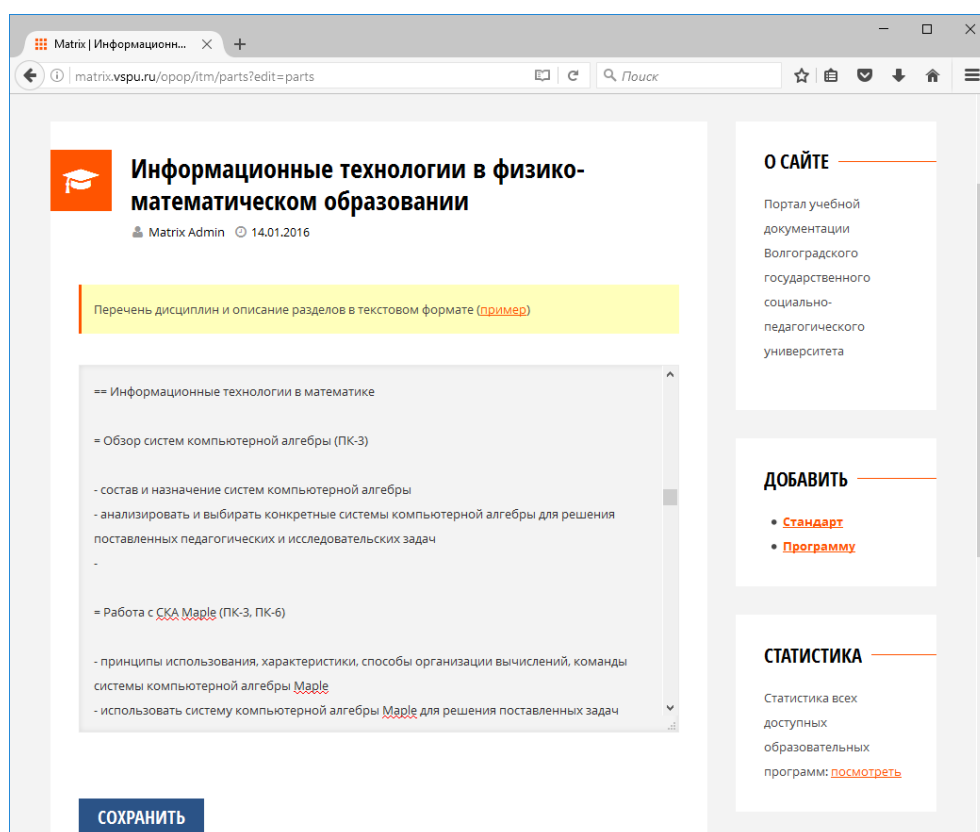 Matrix | Информационн...
matrix.vspu.ru/opop/itm/parts?edit=parts
Поиск
Информационные технологии в физико-
математическом образовании
Matrix Admin 14.01.2016
Перечень дисциплин и описание разделов в текстовом формате (пример)
== Информационные технологии в математике
= Обзор систем компьютерной алгебры (ПК-3)
- состав и назначение систем компьютерной алгебры
- анализировать и выбирать конкретные системы компьютерной алгебры для решения
поставленных педагогических и исследовательских задач
-
= Работа с СКА Maple (ПК-3, ПК-6)
- принципы использования, характеристики, способы организации вычислений, команды
системы компьютерной алгебры Maple
- использовать систему компьютерной алгебры Maple для решения поставленных задач
СОХРАНИТЬ
О САЙТЕ
Портал учебной
документации
Волгоградского
государственного
социально-
педагогического
университета
ДОБАВИТЬ
• Стандарт
• Программу
СТАТИСТИКА
Статистика всех
доступных
образовательных
программ: посмотреть